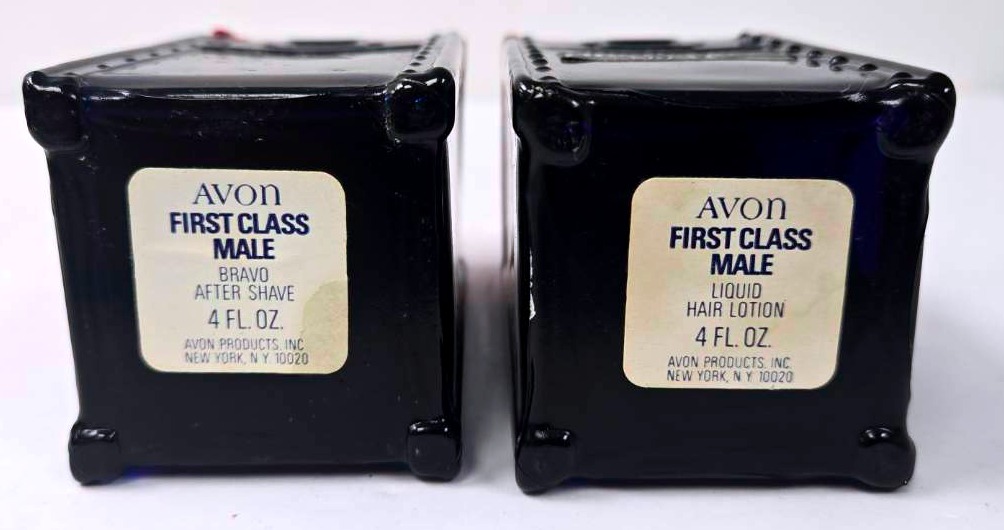 AVON
FIRST CLASS
MALE
BRAVO
AFTER SHAVE
4 FL. OZ.
AVON PRODUCTS, INC
NEW YORK, N.Y. 10020
AVON
FIRST CLASS
MALE
LIQUID
HAIR LOTION
4 FL. OZ.
AVON PRODUCTS, INC.
NEW YORK, N.Y. 10020